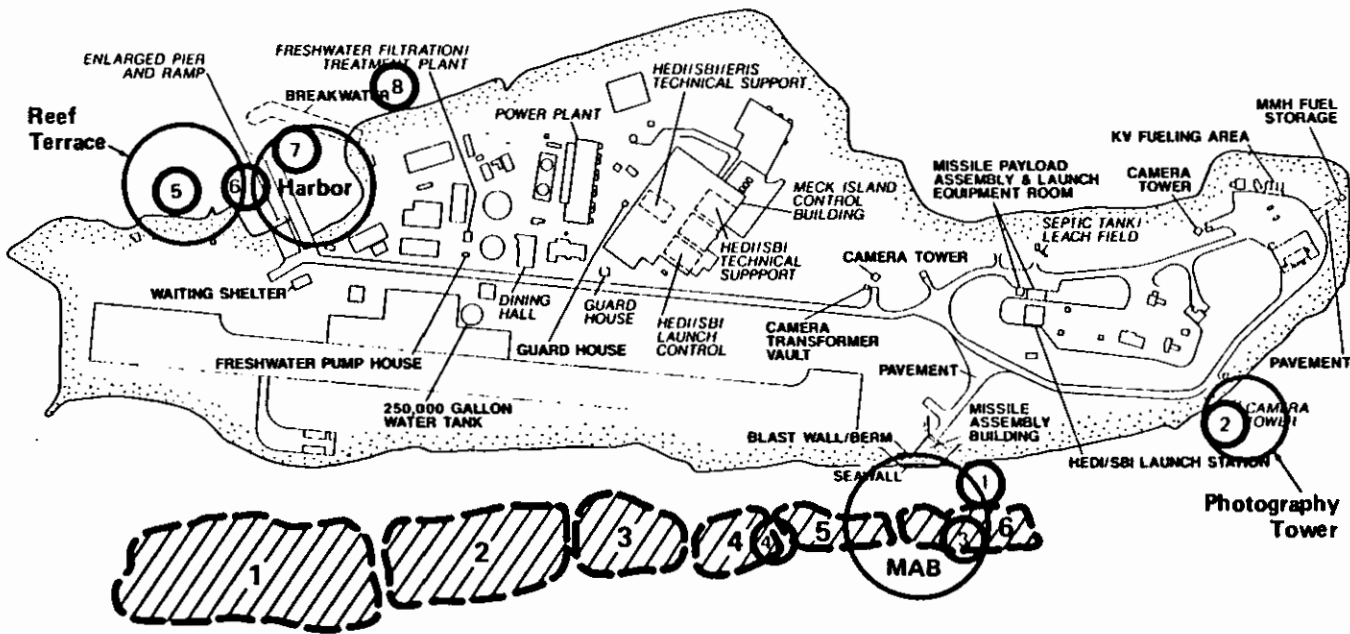 ENLARGED PIER
AND RAMP
FRESHWATER FILTRATION/
TREATMENT PLANT
8
BREAKWATER
HEDI/SBI/ERIS
TECHNICAL SUPPORT
POWER PLANT
MMH FUEL
STORAGE
KV FUELING AREA
CAMERA
TOWER
MISSILE PAYLOAD
ASSEMBLY & LAUNCH
EQUIPMENT ROOM
Reef
Terrace
5
6
7
Harbor
MECK ISLAND
CONTROL
BUILDING
SEPTIC TANK/
LEACH FIELD
HEDI/SBI
TECHNICAL
SUPPPORT
CAMERA TOWER
WAITING SHELTER
DINING
HALL
GUARD
HOUSE
FRESHWATER PUMP HOUSE
GUARD HOUSE
HEDI/SBI
LAUNCH
CONTROL
CAMERA
TRANSFORMER
VAULT
PAVEMENT
PAVEMENT
250,000 GALLON
WATER TANK
MISSILE
ASSEMBLY
BUILDING
BLAST WALL/BERM
SEAWALL
HEDI/SBI LAUNCH STATION
2
CAMERA
TOWER
Photography
Tower
1
1
2
3
4
4
5
3
6
MAB